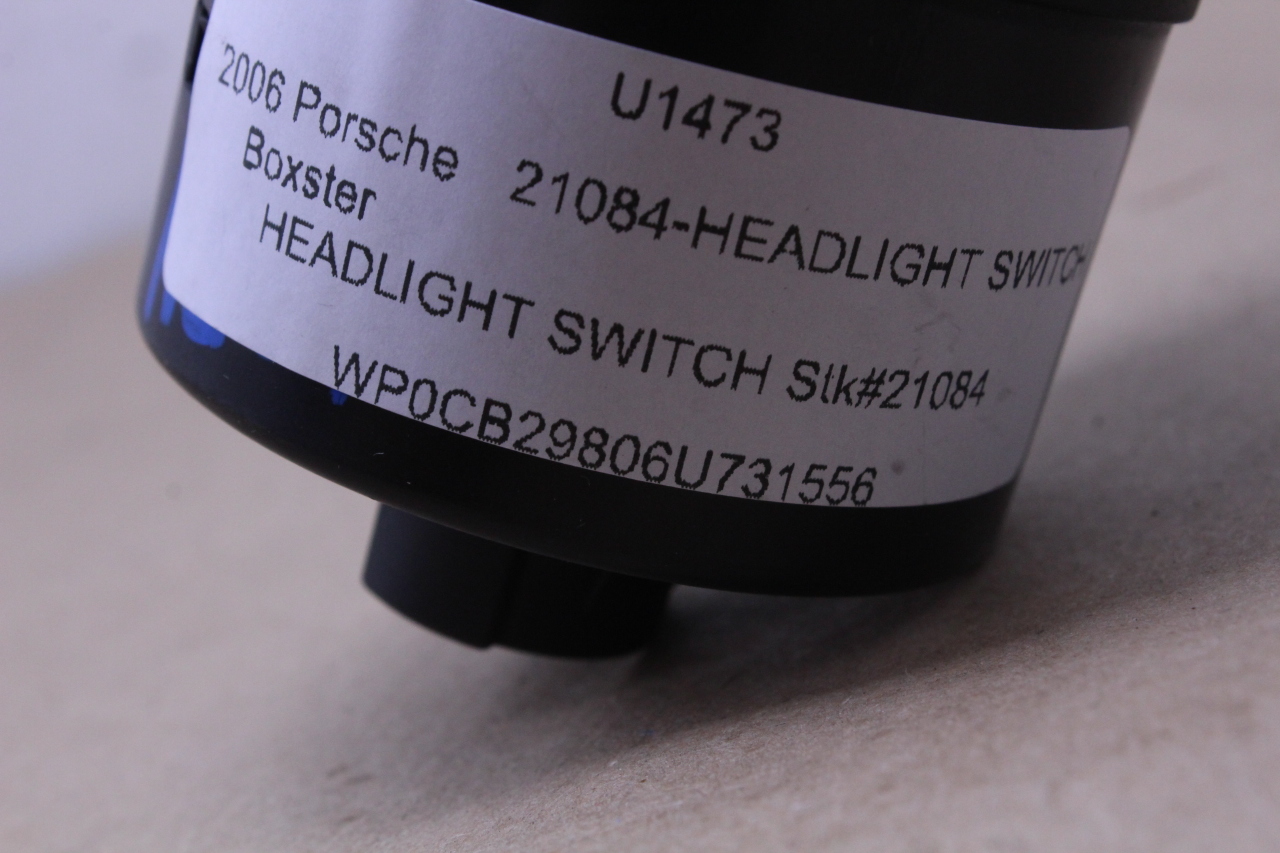 U1473
2006 Porsche
Boxster
21084-HEADLIGHT SWITCH
HEADLIGHT SWITCH Stk#21084
WP0CB29806U731556